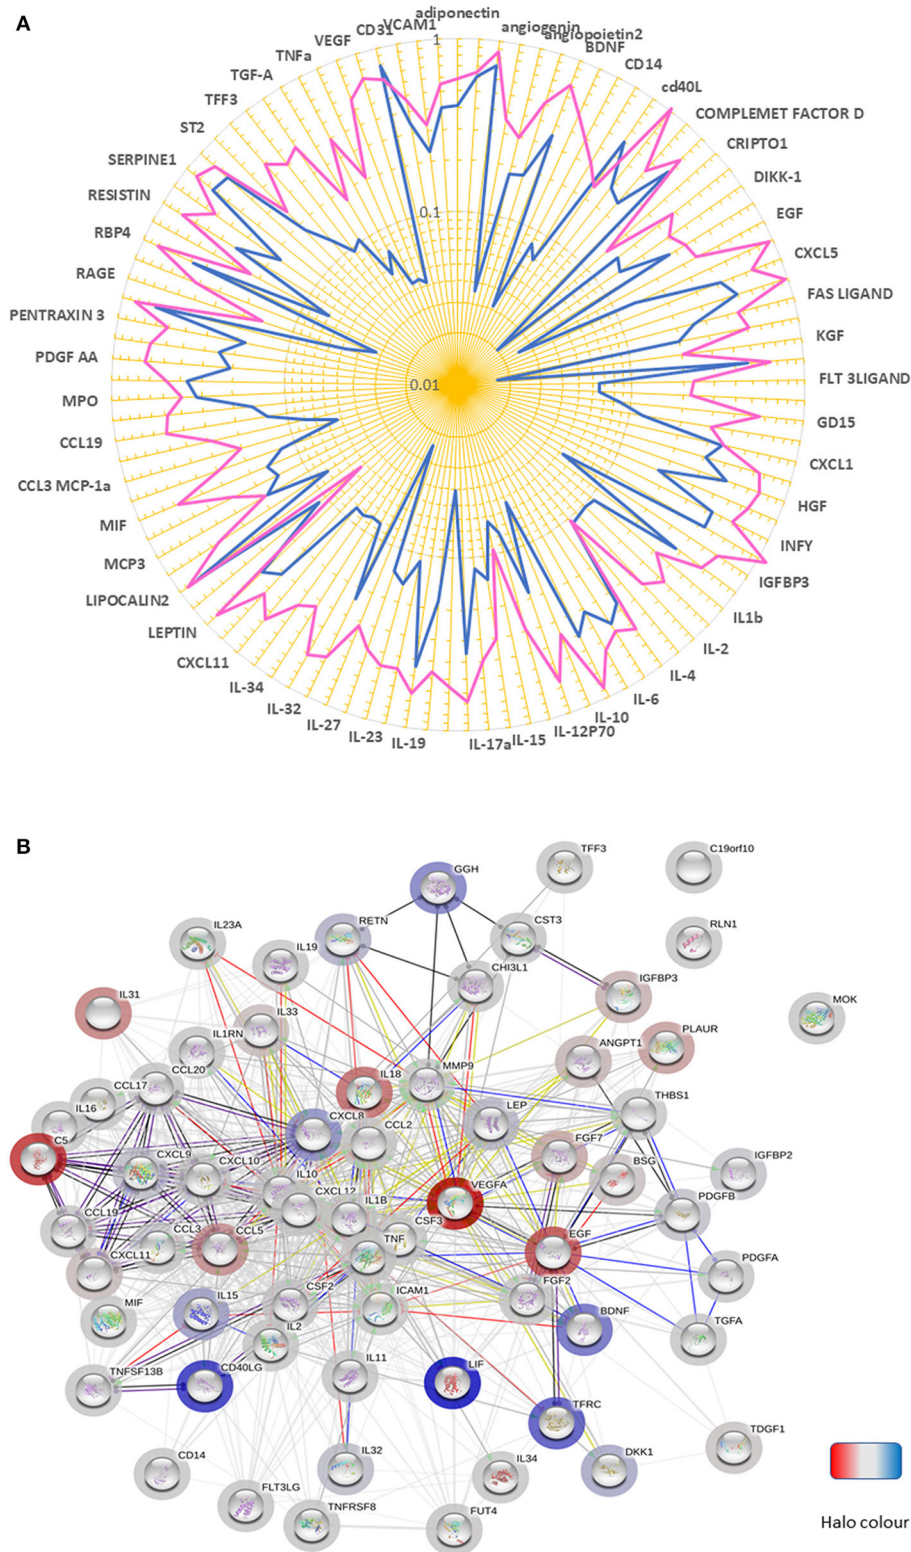 A
adiponectin
angiogenin
angiopoietin2
BDNF
CD14
cd40L
COMPLEMET FACTOR D
CRIPTO1
DIKK-1
EGF
CXCL5
FAS LIGAND
KGF
FLT 3LIGAND
GD15
CXCL1
HGF
INFY
IGFBP3
IL1b
IL-2
IL-4
IL-6
IL-10
IL-12P70
IL-15
IL-17a
IL-19
IL-23
IL-27
IL-32
IL-34
CXCL11
LEPTIN
LIPOCALIN2
MCP3
MIF
CCL3 MCP-1a
CCL19
MPO
PDGF AA
PENTRAXIN 3
RAGE
RBP4
RESISTIN
SERPINE1
ST2
TFF3
TGF-A
TNFa
VEGF
CD31
VCAM1
1
0.1
0.01
B
TFF3
C19orf10
GGH
IL23A
RETN
CST3
RLN1
IL19
CHI3L1
IGFBP3
IL31
MOK
IL33
IL1RN
PLAUR
ANGPT1
CCL20
IL18
MMP9
CCL17
THBS1
IL16
CXCL8
LEP
C5
CCL2
FGF7
CXCL9
CXCL10
BSG
IGFBP2
IL10
VEGFA
CXCL12
IL1B
PDGFB
CCL19
CSF3
CCL3
CCL5
EGF
TNF
CXCL11
PDGFA
CSF2
FGF2
MIF
IL15
ICAM1
BDNF
IL2
TGFA
TNFSF13B
CD40LG
IL11
LIF
TFRC
TDGF1
CD14
IL32
DKK1
IL34
FLT3LG
TNFRSF8
FUT4
Halo colour